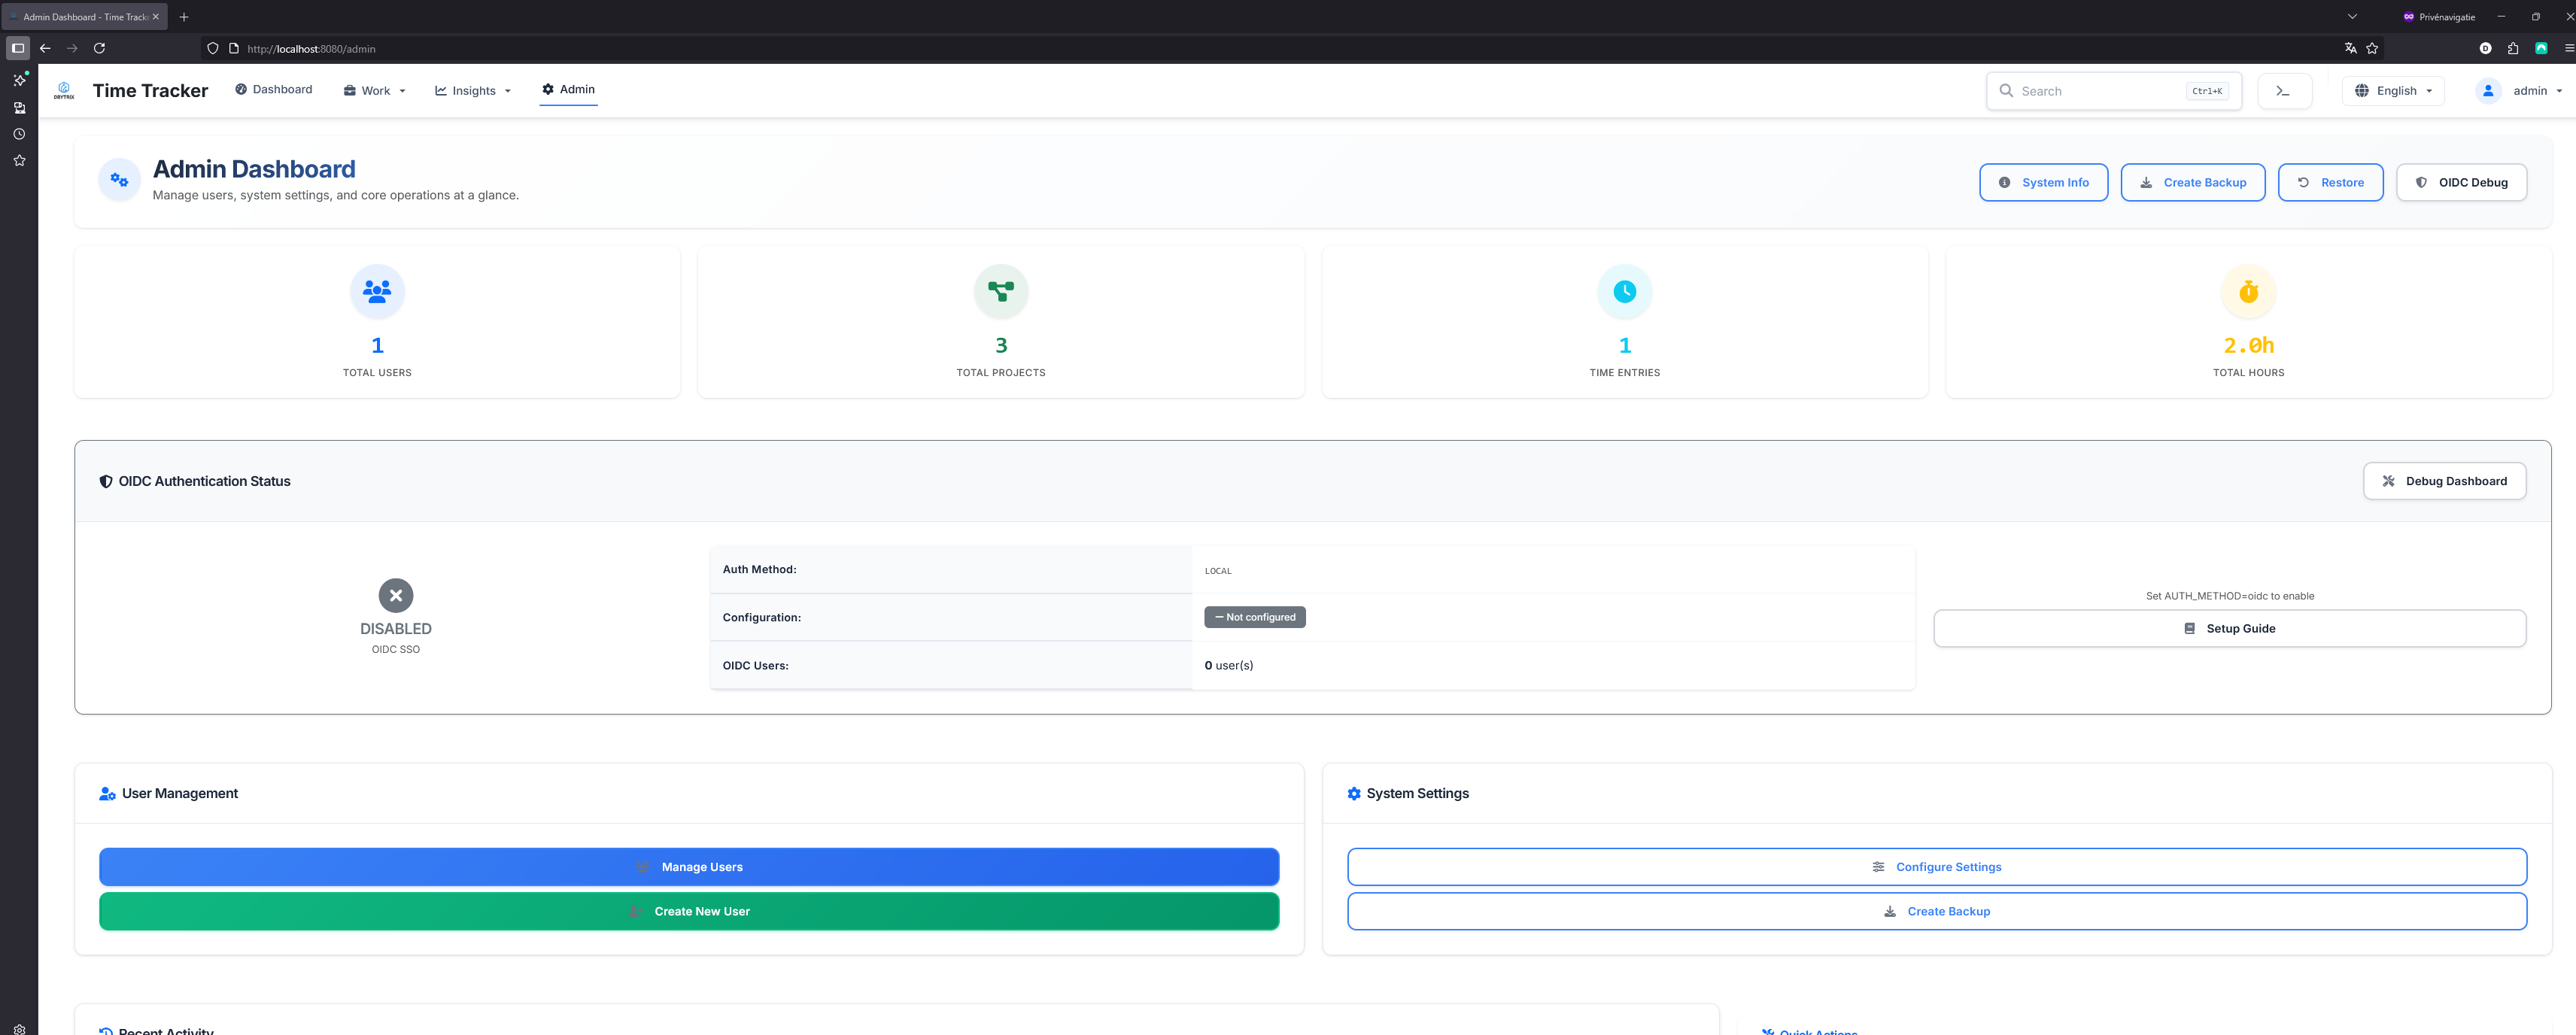 Admin Dashboard - Time Track
Privénavigatie
http://localhost:8080/admin
DRYTRIX
Time Tracker
Dashboard
Work
Insights
Admin
Search
Ctrl+K
English
admin
Admin Dashboard
Manage users, system settings, and core operations at a glance.
System Info
Create Backup
Restore
OIDC Debug
1
TOTAL USERS
3
TOTAL PROJECTS
1
TIME ENTRIES
2.0h
TOTAL HOURS
OIDC Authentication Status
Debug Dashboard
DISABLED
OIDC SSO
Auth Method:
LOCAL
Configuration:
Not configured
OIDC Users:
0 user(s)
Set AUTH_METHOD=oidc to enable
Setup Guide
User Management
Manage Users
Create New User
System Settings
Configure Settings
Create Backup
Recent Activity
Quick Actions